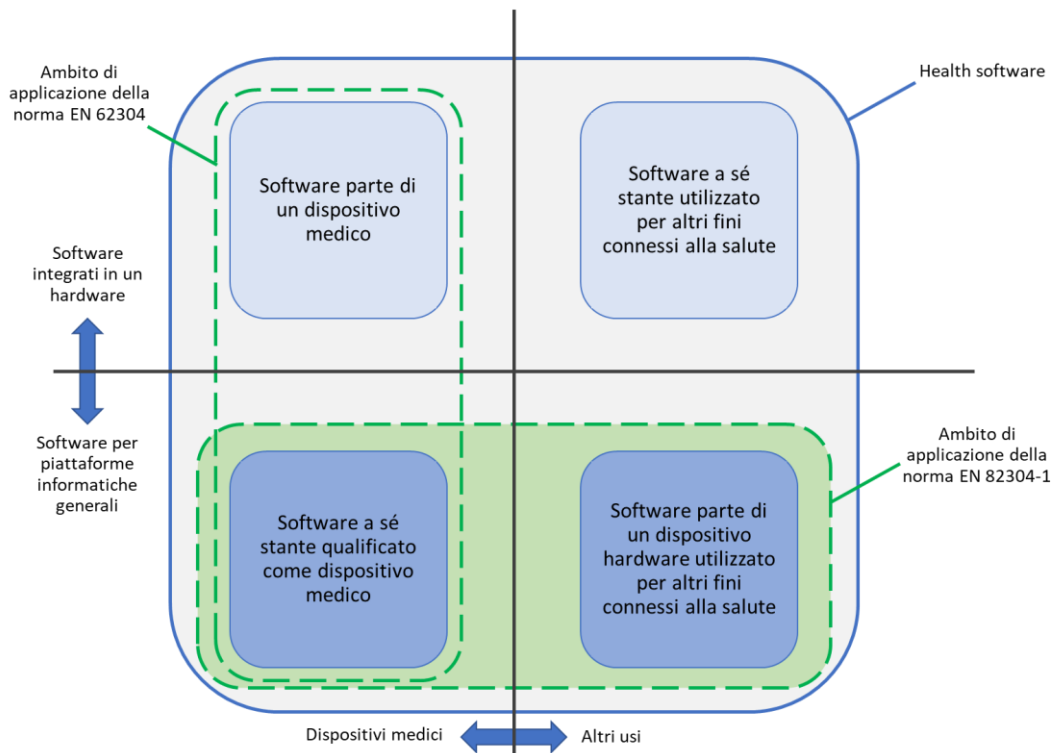 Ambito di
applicazione della
norma EN 62304
Health software
Software parte di
un dispositivo
medico
Software a sé
stante utilizzato
per altri fini
connessi alla salute
Software
integrati in un
hardware
Software per
piattaforme
informatiche
generali
Ambito di
applicazione della
norma EN 82304-1
Software a sé
stante qualificato
come dispositivo
medico
Software parte di
un dispositivo
hardware utilizzato
per altri fini
connessi alla salute
Dispositivi medici
Altri usi